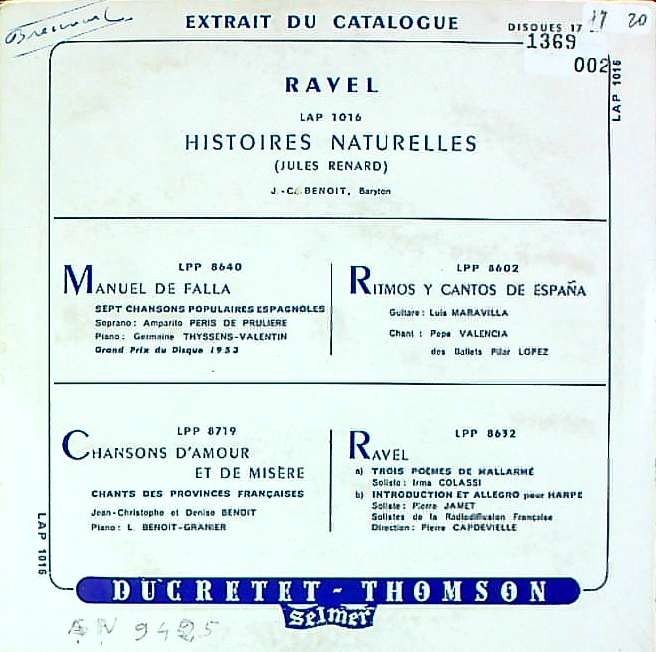 EXTRAIT DU CATALOGUE
DISQUES 17
17 20
1369
002
LAP 1016
RAVEL
LAP 1016
HISTOIRES NATURELLES
(JULES RENARD)
J.-C. BENOIT, Baryton
LPP 8640
MANUEL DE FALLA
SEPT CHANSONS POPULAIRES ESPAGNOLES
Soprano: Amparito PERIS DE PRULIERE
Piano: Germaine THYSSENS-VALENTIN
Grand Prix du Disque 1953
LPP 8602
RITMOS Y CANTOS DE ESPAÑA
Guitare: Luis MARAVILLA
Chant: Pepe VALENCIA
des Ballets Pilar LOPEZ
LPP 8719
CHANSONS D'AMOUR
ET DE MISÈRE
CHANTS DES PROVINCES FRANÇAISES
Jean-Christophe et Denise BENOIT
Piano: L. BENOIT-GRANIER
LPP 8632
RAVEL
a) TROIS POÈMES DE MALLARMÉ
Soliste: Irma COLASSI
b) INTRODUCTION ET ALLEGRO pour HARPE
Soliste: Pierre JAMET
Solistes de la Radiodiffusion Française
Direction: Pierre CAPDEVIELLE
LAP 1016
DUCRETET-THOMSON
selmer